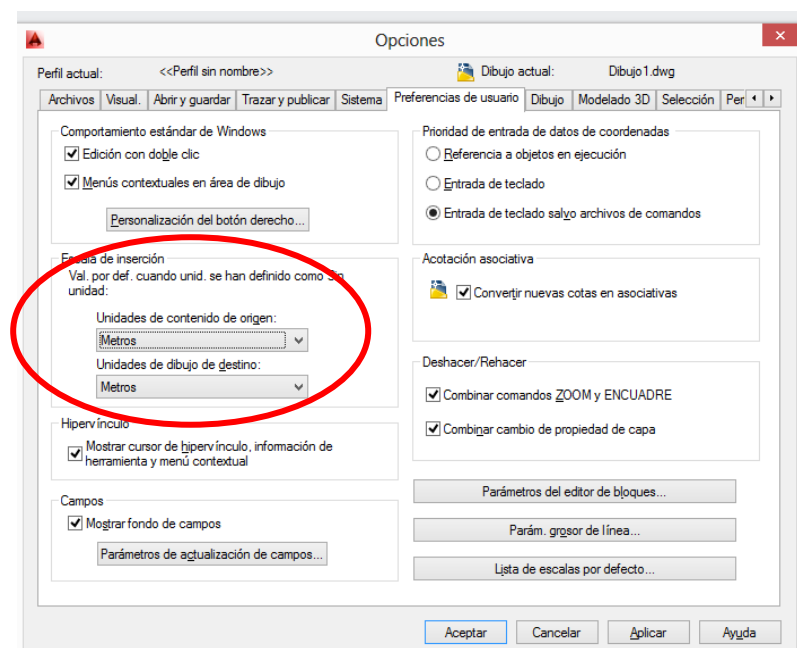 Opciones
Perfil actual: <<Perfil sin nombre>> Dibujo actual: Dibujo1.dwg
Archivos Visual. Abrir y guardar Trazar y publicar Sistema Preferencias de usuario Dibujo Modelado 3D Selección Per
Comportamiento estándar de Windows
Edición con doble clic
Menús contextuales en área de dibujo
Personalización del botón derecho...
Escala de inserción
Val. por def. cuando unid. se han definido como Sin
unidad:
Unidades de contenido de origen:
Metros
Unidades de dibujo de destino:
Metros
Hipervínculo
Mostrar cursor de hipervínculo, información de
herramienta y menú contextual
Campos
Mostrar fondo de campos
Parámetros de actualización de campos...
Prioridad de entrada de datos de coordenadas
Referencia a objetos en ejecución
Entrada de teclado
Entrada de teclado salvo archivos de comandos
Acotación asociativa
Convertir nuevas cotas en asociativas
Deshacer/Rehacer
Combinar comandos ZOOM y ENCUADRE
Combinar cambio de propiedad de capa
Parámetros del editor de bloques...
Parám. grosor de línea...
Lista de escalas por defecto...
Aceptar Cancelar Aplicar Ayuda